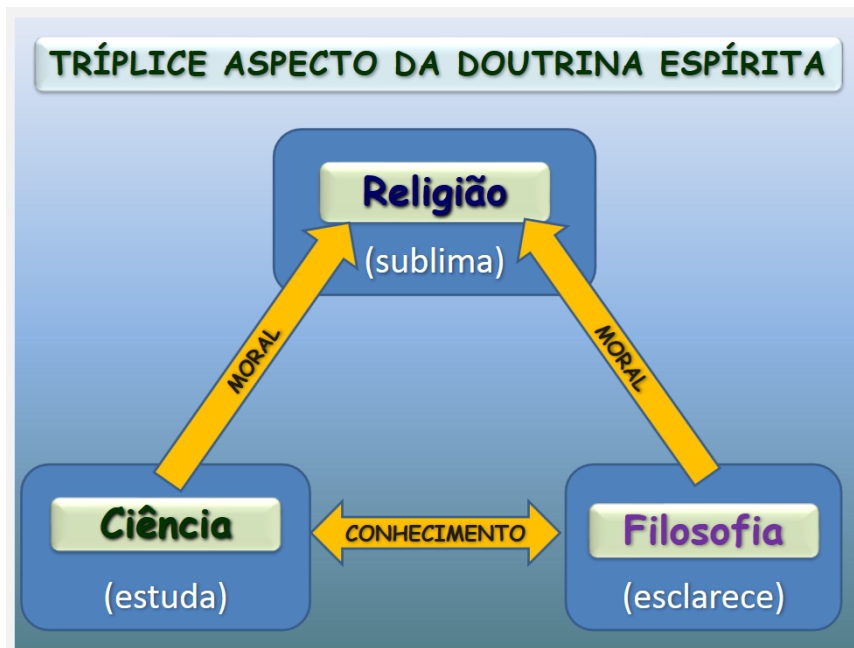 TRÍPLICE ASPECTO DA DOUTRINA ESPÍRITA
Religião
(sublima)
MORAL
MORAL
Ciência
(estuda)
CONHECIMENTO
Filosofia
(esclarece)